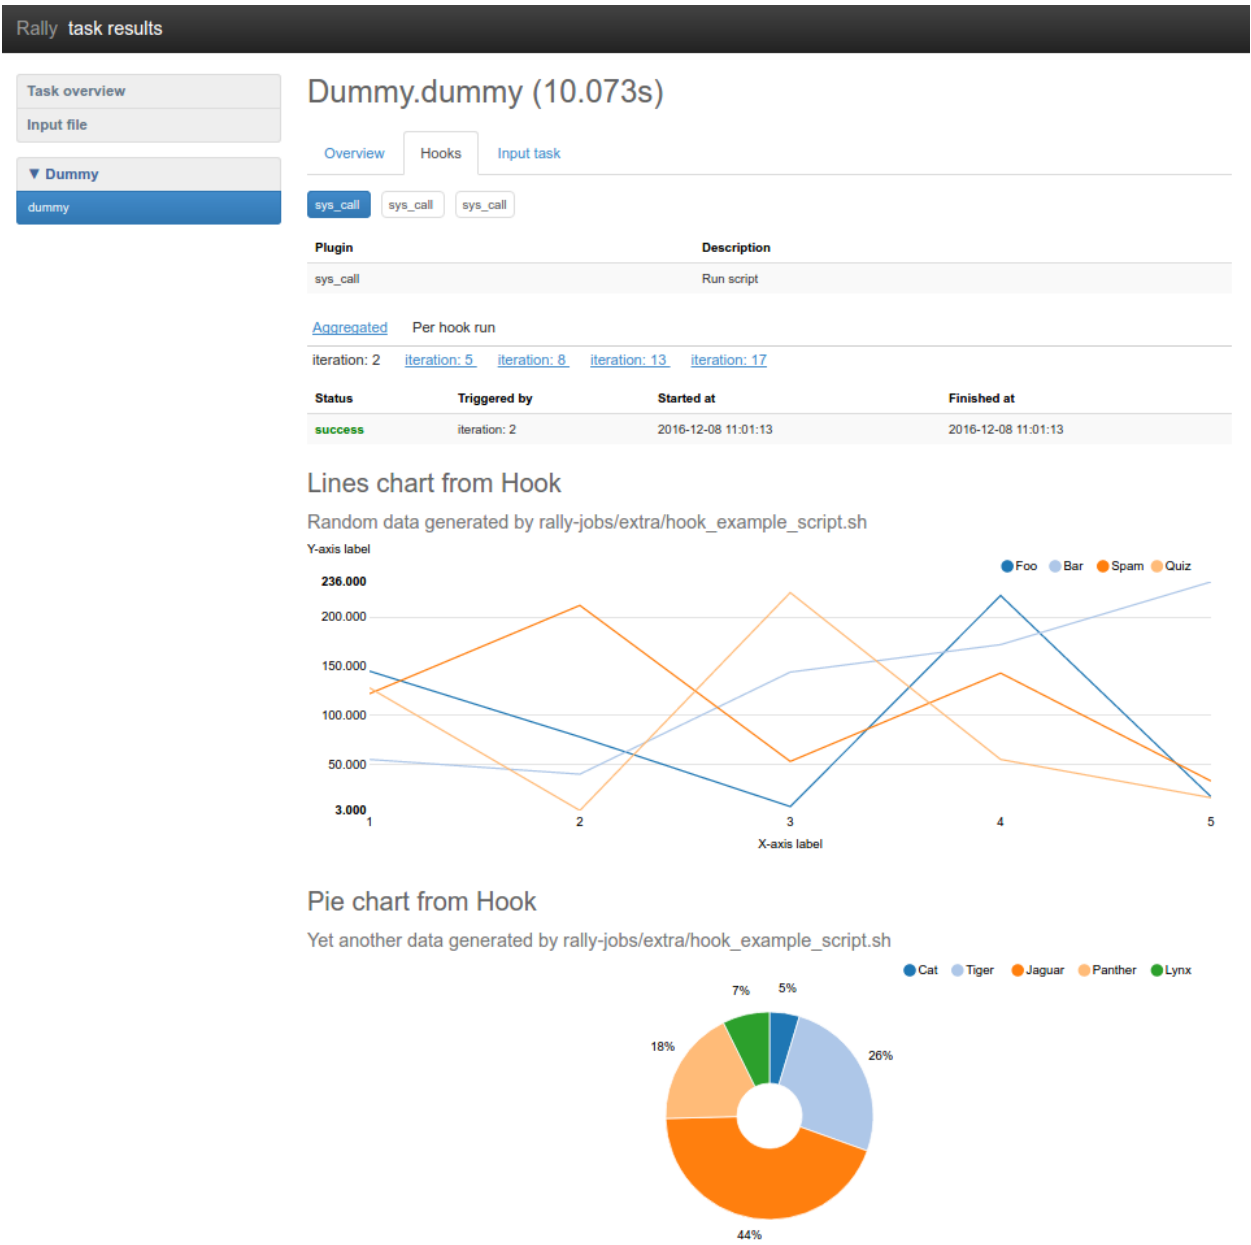 Rally task results
Task overview
Input file
▼ Dummy
dummy
Dummy.dummy (10.073s)
Overview Hooks Input task
sys_call sys_call sys_call
Plugin Description
sys_call Run script
Aggregated Per hook run
iteration: 2 iteration: 5 iteration: 8 iteration: 13 iteration: 17
Status Triggered by Started at Finished at
success iteration: 2 2016-12-08 11:01:13 2016-12-08 11:01:13
Lines chart from Hook
Random data generated by rally-jobs/extra/hook_example_script.sh
Y-axis label
Foo Bar Spam Quiz
236.000
200.000
150.000
100.000
50.000
3.000
1 2 3 4 5
X-axis label
Pie chart from Hook
Yet another data generated by rally-jobs/extra/hook_example_script.sh
Cat Tiger Jaguar Panther Lynx
7% 5%
18% 26%
44%